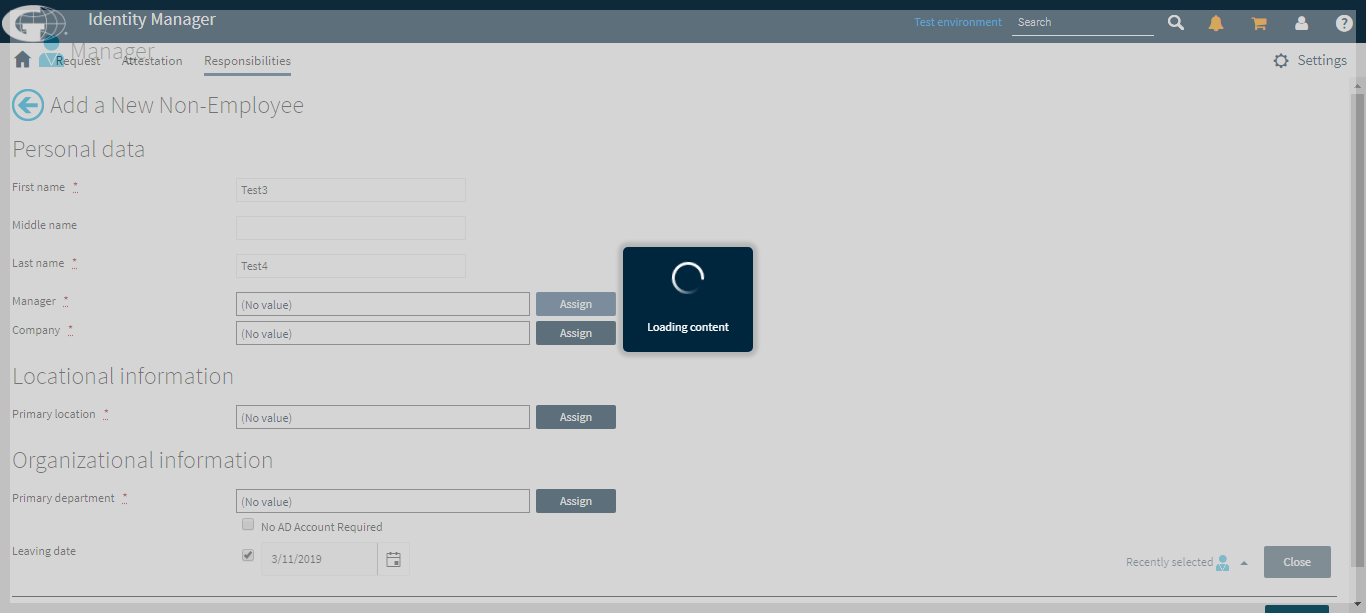 Identity Manager
Test environment
Search
?
Manager
Request
Attestation
Responsibilities
Settings
Add a New Non-Employee
Personal data
First name *
Test3
Middle name
Last name *
Test4
Manager *
(No value)
Assign
Company *
(No value)
Assign
Loading content
Locational information
Primary location *
(No value)
Assign
Organizational information
Primary department *
(No value)
Assign
No AD Account Required
Leaving date
3/11/2019
Recently selected
Close